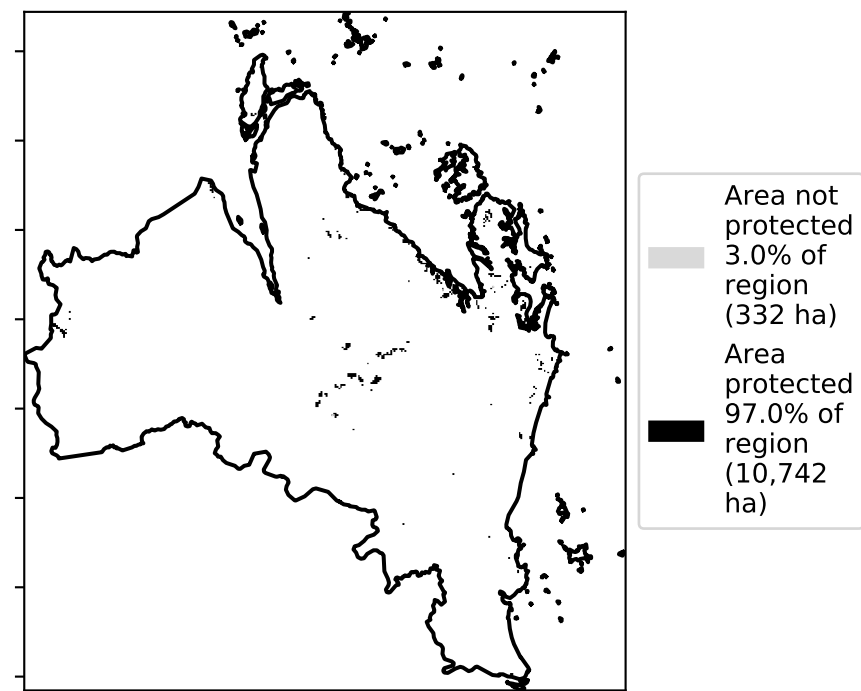 Area not
protected
3.0% of
region
(332 ha)
Area
protected
97.0% of
region
(10,742
ha)